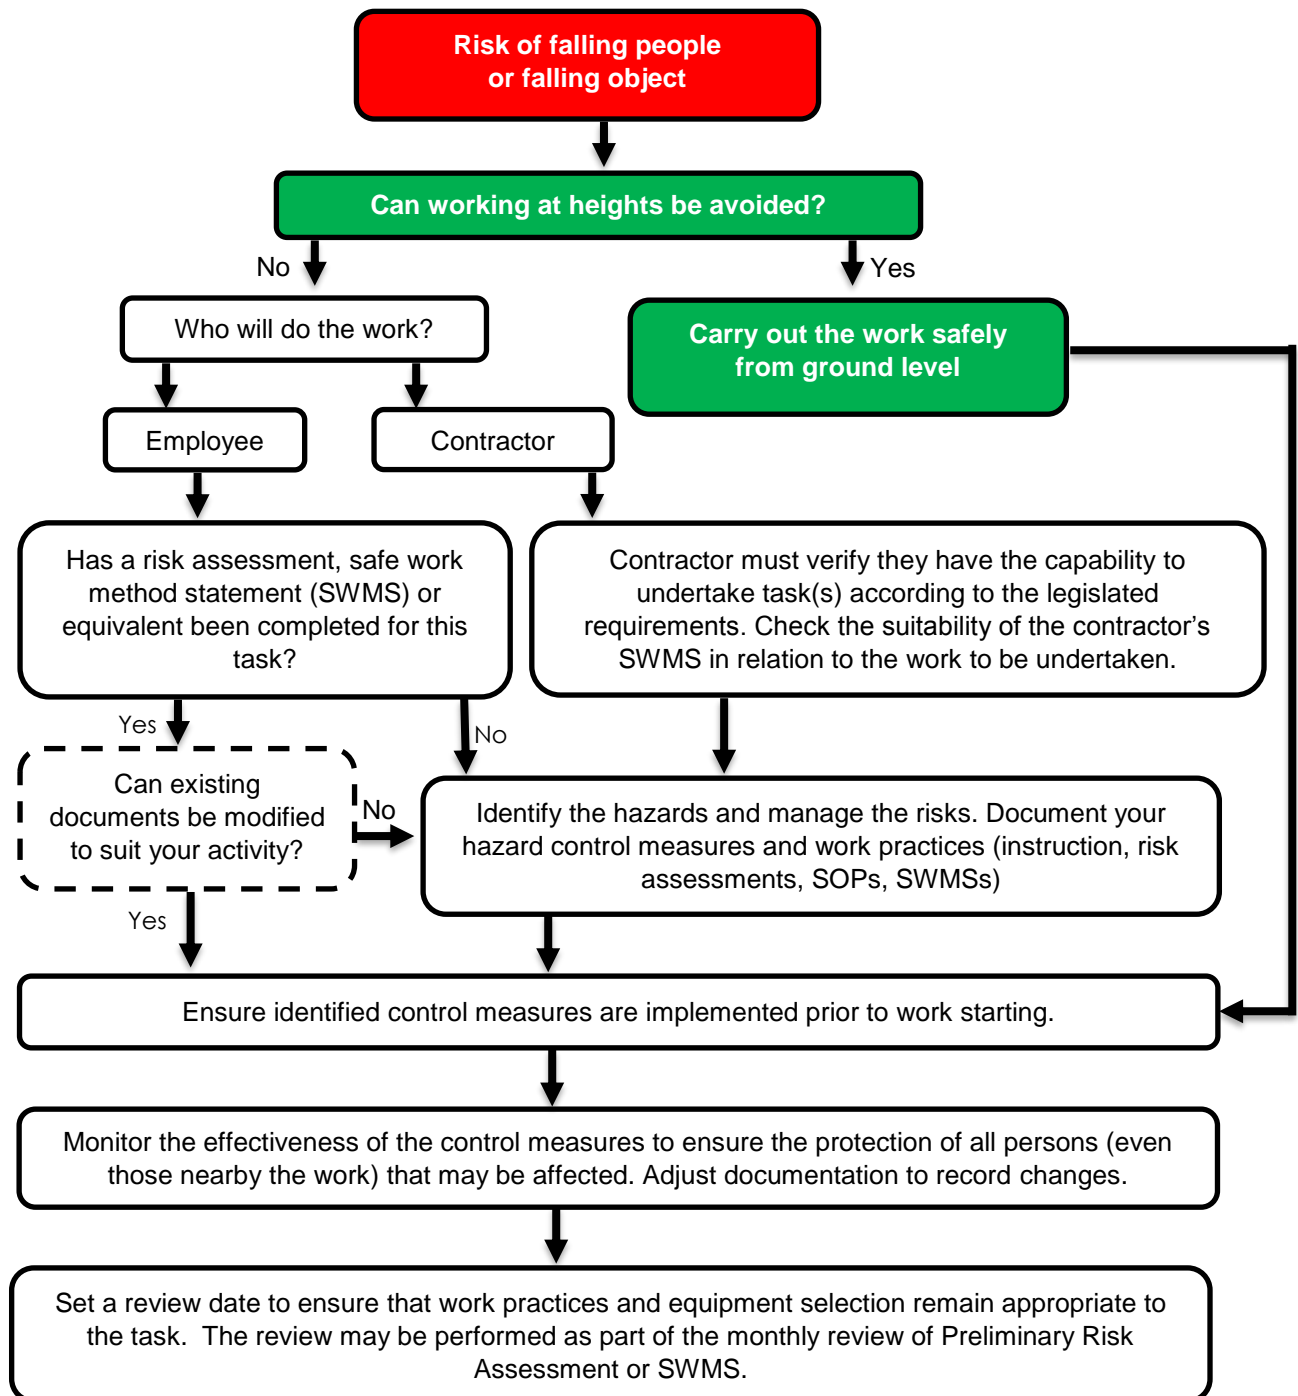 Risk of falling people
or falling object
Can working at heights be avoided?
No
Yes
Who will do the work?
Carry out the work safely
from ground level
Employee
Contractor
Has a risk assessment, safe work
method statement (SWMS) or
equivalent been completed for this
task?
Contractor must verify they have the capability to
undertake task(s) according to the legislated
requirements. Check the suitability of the contractor’s
SWMS in relation to the work to be undertaken.
Yes
No
Can existing
documents be modified
to suit your activity?
No
Identify the hazards and manage the risks. Document your
hazard control measures and work practices (instruction, risk
assessments, SOPs, SWMSs)
Yes
Ensure identified control measures are implemented prior to work starting.
Monitor the effectiveness of the control measures to ensure the protection of all persons (even
those nearby the work) that may be affected. Adjust documentation to record changes.
Set a review date to ensure that work practices and equipment selection remain appropriate to
the task.  The review may be performed as part of the monthly review of Preliminary Risk
Assessment or SWMS.